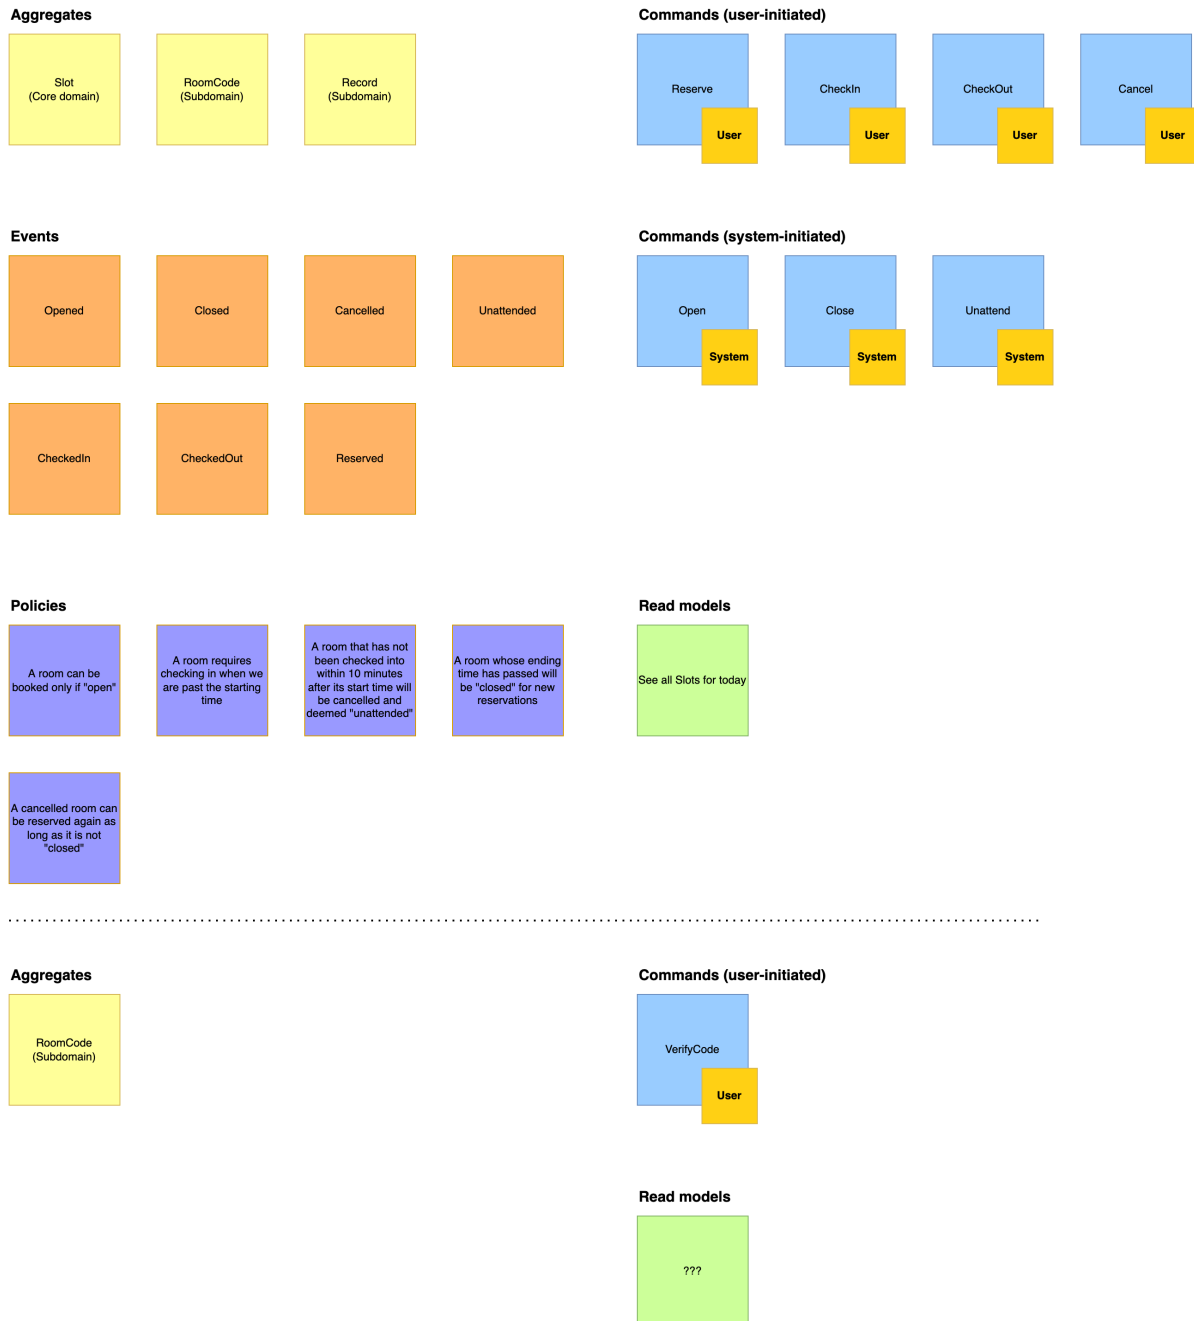 Aggregates
Commands (user-initiated)
Slot
(Core domain)
RoomCode
(Subdomain)
Record
(Subdomain)
Reserve
User
CheckIn
User
CheckOut
User
Cancel
User
Events
Commands (system-initiated)
Opened
Closed
Cancelled
Unattended
Open
System
Close
System
Unattend
System
CheckedIn
CheckedOut
Reserved
Policies
Read models
A room can be
booked only if "open"
A room requires
checking in when we
are past the starting
time
A room that has not
been checked into
within 10 minutes
after its start time will
be cancelled and
deemed "unattended"
A room whose ending
time has passed will
be "closed" for new
reservations
See all Slots for today
A cancelled room can
be reserved again as
long as it is not
"closed"
Aggregates
Commands (user-initiated)
RoomCode
(Subdomain)
VerifyCode
User
Read models
???